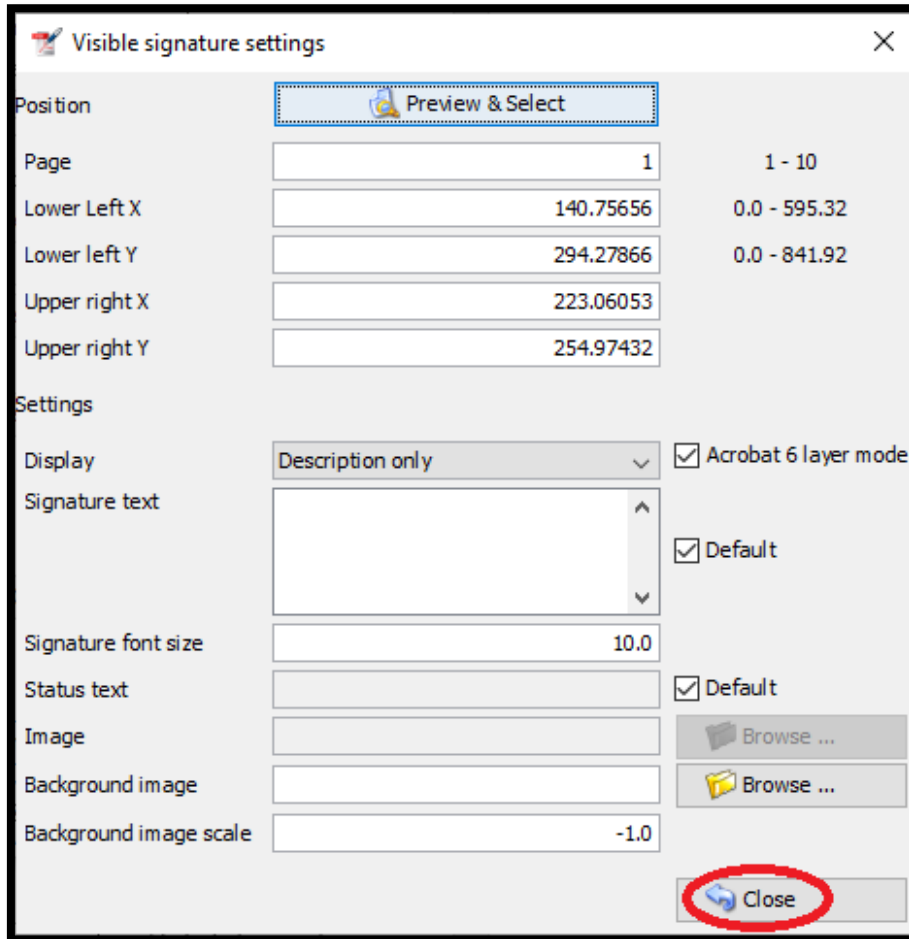 Visible signature settings
Position Preview & Select
Page 1 1 - 10
Lower Left X 140.75656 0.0 - 595.32
Lower left Y 294.27866 0.0 - 841.92
Upper right X 223.06053
Upper right Y 254.97432
Settings
Display Description only Acrobat 6 layer mode
Signature text
Default
Signature font size 10.0
Status text Default
Image Browse ...
Background image Browse ...
Background image scale -1.0
Close